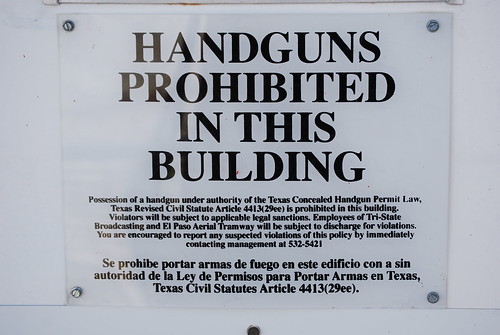 HANDGUNS
PROHIBITED
IN THIS
BUILDING
Possession of a handgun under authority of the Texas Concealed Handgun Permit Law,
Texas Revised Civil Statute Article 4413(29ee) is prohibited in this building.
Violators will be subject to applicable legal sanctions. Employees of Tri-State
Broadcasting and El Paso Aerial Tramway will be subject to discharge for violations.
You are encouraged to report any suspected violations of this policy by immediately
contacting management at 532-5421
Se prohibe portar armas de fuego en este edificio con a sin
autoridad de la Ley de Permisos para Portar Armas en Texas,
Texas Civil Statutes Article 4413(29ee).